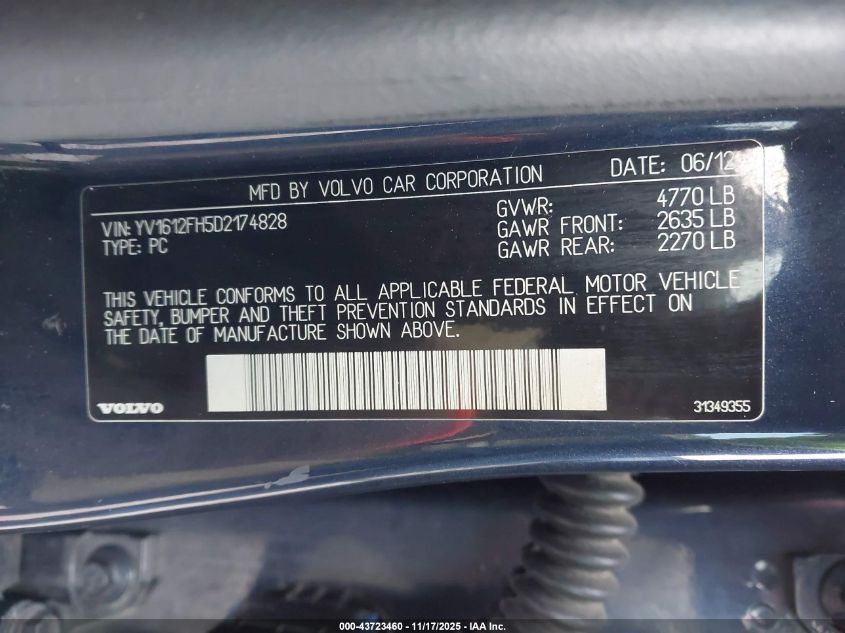 MFD BY VOLVO CAR CORPORATION DATE: 06/12
VIN: YV1612FH5D2174828
TYPE: PC
GVWR: 4770 LB
GAWR FRONT: 2635 LB
GAWR REAR: 2270 LB
THIS VEHICLE CONFORMS TO ALL APPLICABLE FEDERAL MOTOR VEHICLE
SAFETY, BUMPER AND THEFT PREVENTION STANDARDS IN EFFECT ON
THE DATE OF MANUFACTURE SHOWN ABOVE.
VOLVO 31349355
000-43723460 - 11/17/2025 - IAA Inc.